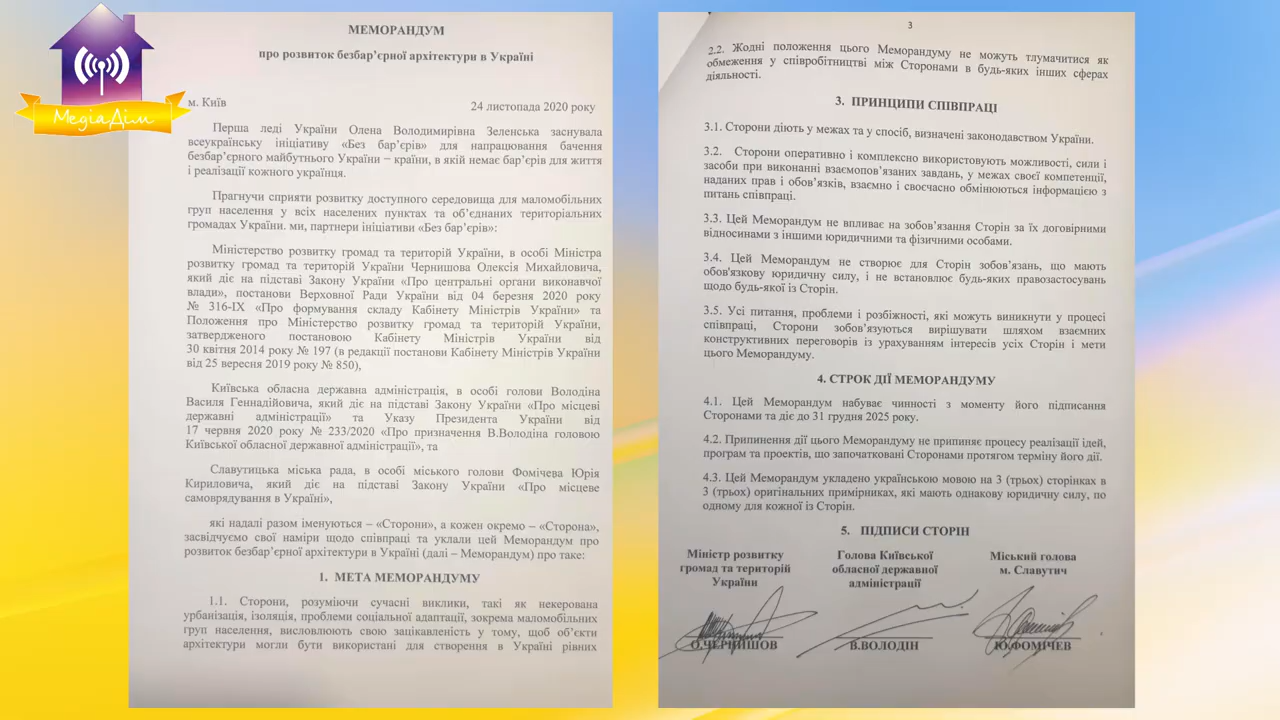 МедіаДім
МЕМОРАНДУМ
про розвиток безбар’єрної архітектури в Україні
м. Київ 24 листопада 2020 року
Перша леді України Олена Володимирівна Зеленська заснувала
всеукраїнську ініціативу «Без бар’єрів» для напрацювання бачення
безбар’єрного майбутнього України – країни, в якій немає бар’єрів для життя
і реалізації кожного українця.
Прагнучи сприяти розвитку доступного середовища для маломобільних
груп населення у всіх населених пунктах та об’єднаних територіальних
громадах України. ми, партнери ініціативи «Без бар’єрів»:
Міністерство розвитку громад та територій України, в особі Міністра
розвитку громад та територій України Чернишова Олексія Михайловича,
який діє на підставі Закону України «Про центральні органи виконавчої
влади», постанови Верховної Ради України від 04 березня 2020 року
№ 316-IX «Про формування складу Кабінету Міністрів України» та
Положення про Міністерство розвитку громад та територій України,
затвердженого постановою Кабінету Міністрів України від
30 квітня 2014 року № 197 (в редакції постанови Кабінету Міністрів України
від 25 вересня 2019 року № 850),
Київська обласна державна адміністрація, в особі голови Володіна
Василя Геннадійовича, який діє на підставі Закону України «Про місцеві
державні адміністрації» та Указу Президента України від
17 червня 2020 року № 233/2020 «Про призначення В.Володіна головою
Київської обласної державної адміністрації», та
Славутицька міська рада, в особі міського голови Фомічева Юрія
Кириловича, який діє на підставі Закону України «Про місцеве
самоврядування в Україні»,
які надалі разом іменуються – «Сторони», а кожен окремо – «Сторона»,
засвідчуємо свої наміри щодо співпраці та уклали цей Меморандум про
розвиток безбар’єрної архітектури в Україні (далі – Меморандум) про таке:
1. МЕТА МЕМОРАНДУМУ
1.1. Сторони, розуміючи сучасні виклики, такі як некерована
урбанізація, ізоляція, проблеми соціальної адаптації, зокрема маломобільних
груп населення, висловлюють свою зацікавленість у тому, щоб об’єкти
архітектури могли бути використані для створення в Україні рівних
3
2.2. Жодні положення цього Меморандуму не можуть тлумачитися як
обмеження у співробітництві між Сторонами в будь-яких інших сферах
діяльності.
3. ПРИНЦИПИ СПІВПРАЦІ
3.1. Сторони діють у межах та у спосіб, визначені законодавством України.
3.2. Сторони оперативно і комплексно використовують можливості, сили і
засоби при виконанні взаємопов’язаних завдань, у межах своєї компетенції,
наданих прав і обов’язків, взаємно і своєчасно обмінюються інформацією з
питань співпраці.
3.3. Цей Меморандум не впливає на зобов’язання Сторін за їх договірними
відносинами з іншими юридичними та фізичними особами.
3.4. Цей Меморандум не створює для Сторін зобов’язань, що мають
обов'язкову юридичну силу, і не встановлює будь-яких правозастосувань
щодо будь-якої із Сторін.
3.5. Усі питання, проблеми і розбіжності, які можуть виникнути у процесі
співпраці, Сторони зобов’язуються вирішувати шляхом взаємних
конструктивних переговорів із урахуванням інтересів усіх Сторін і мети
цього Меморандуму.
4. СТРОК ДІЇ МЕМОРАНДУМУ
4.1. Цей Меморандум набуває чинності з моменту його підписання
Сторонами та діє до 31 грудня 2025 року.
4.2. Припинення дії цього Меморандуму не припиняє процесу реалізації ідей,
програм та проектів, що започатковані Сторонами протягом терміну його дії.
4.3. Цей Меморандум укладено українською мовою на 3 (трьох) сторінках в
3 (трьох) оригінальних примірниках, які мають однакову юридичну силу, по
одному для кожної із Сторін.
5. ПІДПИСИ СТОРІН
Міністр розвитку
громад та територій
України
О.ЧЕРНИШОВ
Голова Київської
обласної державної
адміністрації
В.ВОЛОДІН
Міський голова
м. Славутич
Ю.ФОМІЧЕВ